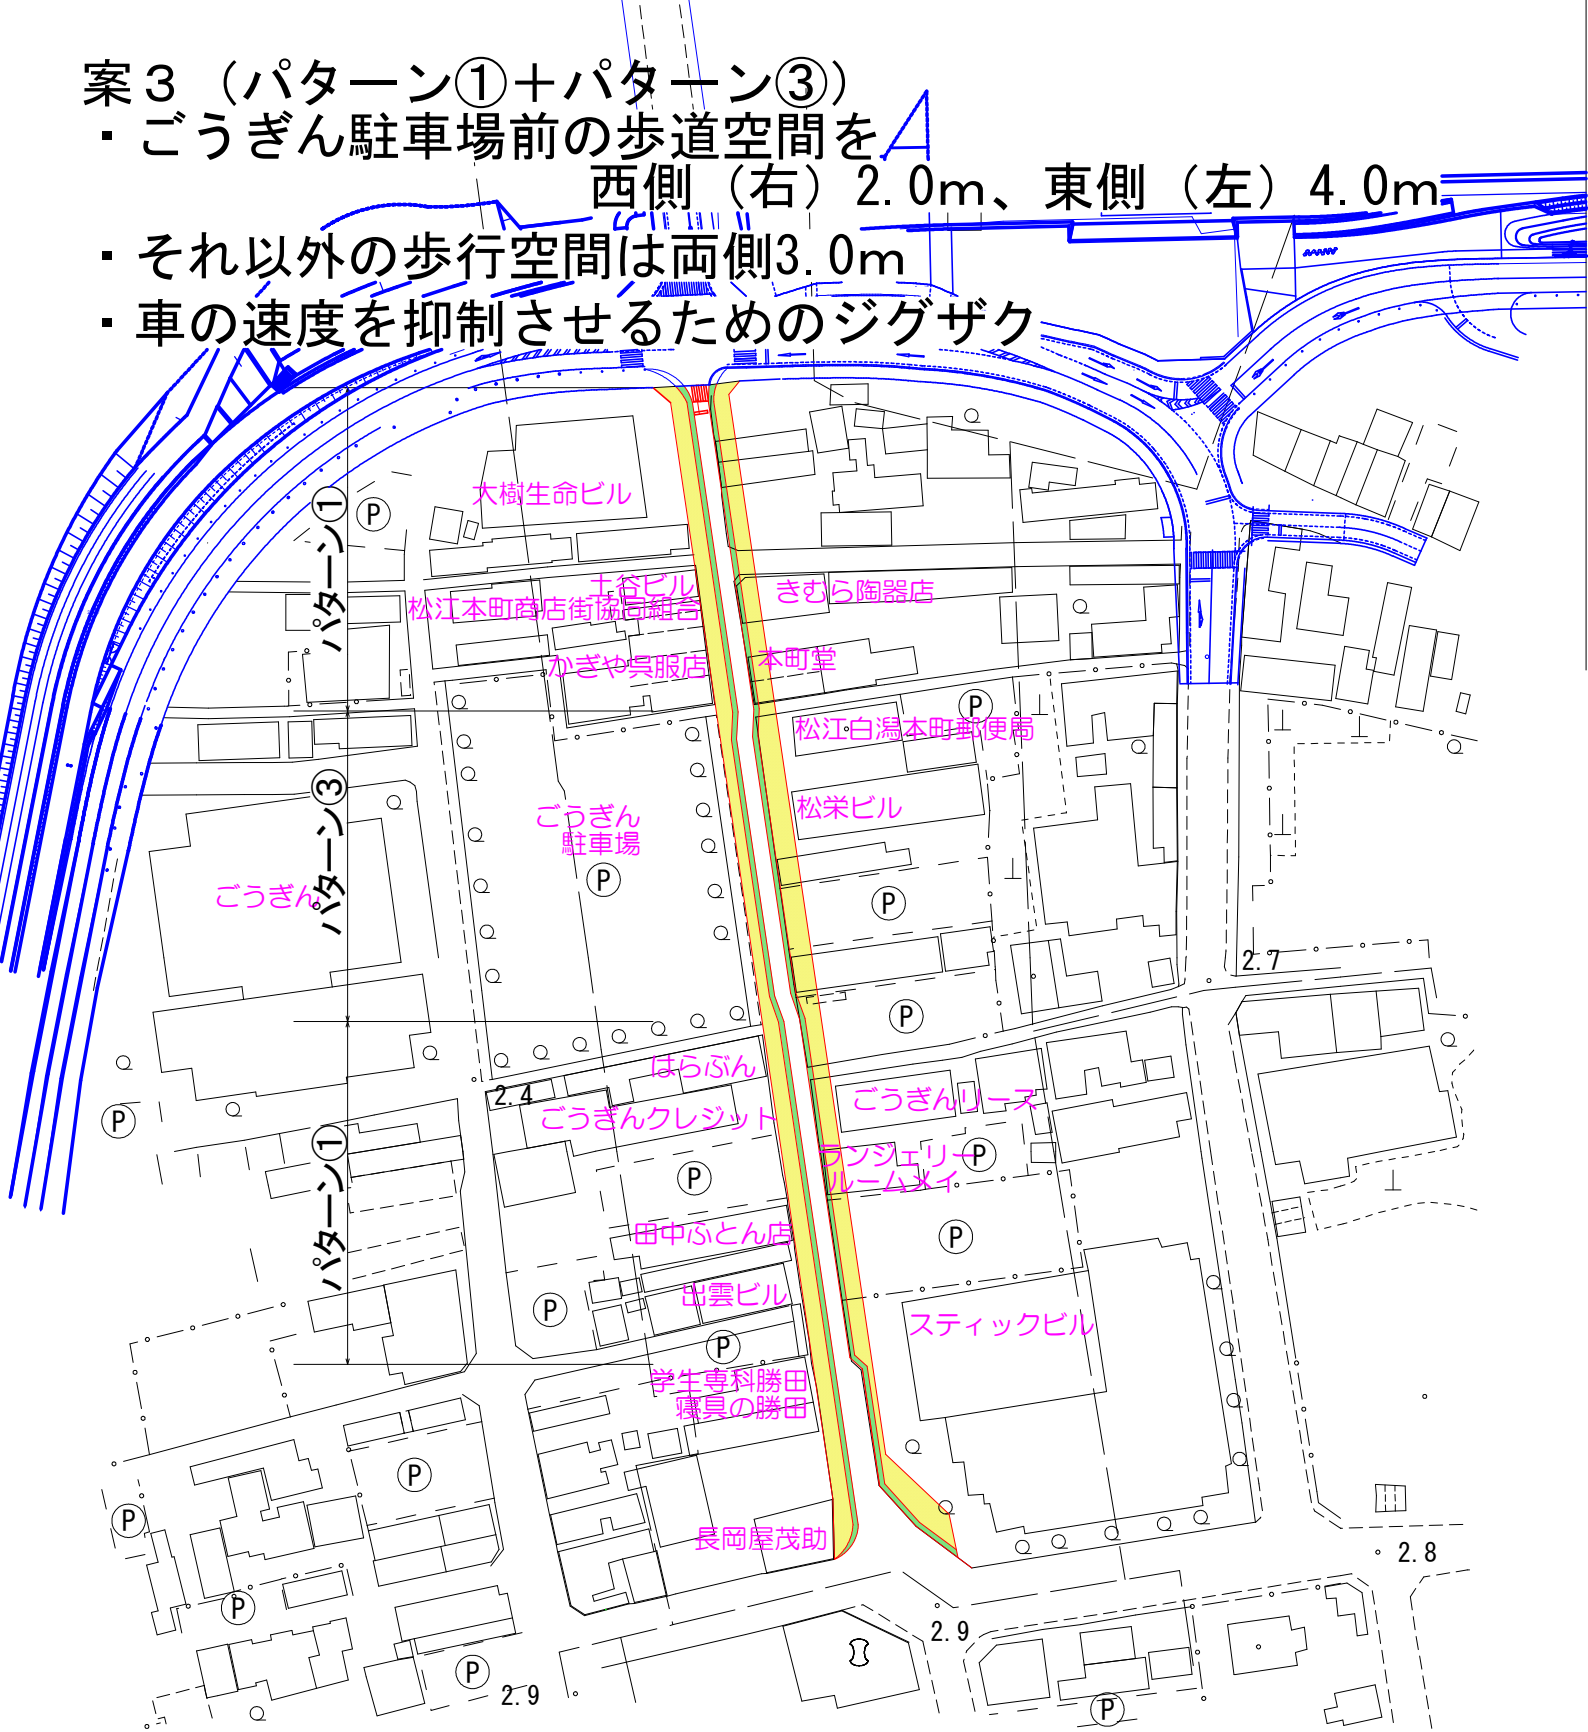 案３（パターン①＋パターン③）
・ごうぎん駐車場前の歩道空間を
西側（右）2.0m、東側（左）4.0m
・それ以外の歩行空間は両側3.0m
・車の速度を抑制させるためのジグザク
大樹生命ビル
パターン①
P
土谷ビル
松江本町商店街協同組合
きむら陶器店
かぎや呉服店
本町堂
P
松江白潟本町郵便局
パターン③
ごうぎん
駐車場
松栄ビル
P
ごうぎん
P
2.7
P
はらぶん
2.4
ごうぎんクレジット
ごうぎんリース
P
パターン①
ランジェリー
ルームメイ
P
P
田中ふとん店
P
出雲ビル
P
スティックビル
P
学生専科勝田
寝具の勝田
P
P
長岡屋茂助
2.8
P
2.9
P
2.9
P